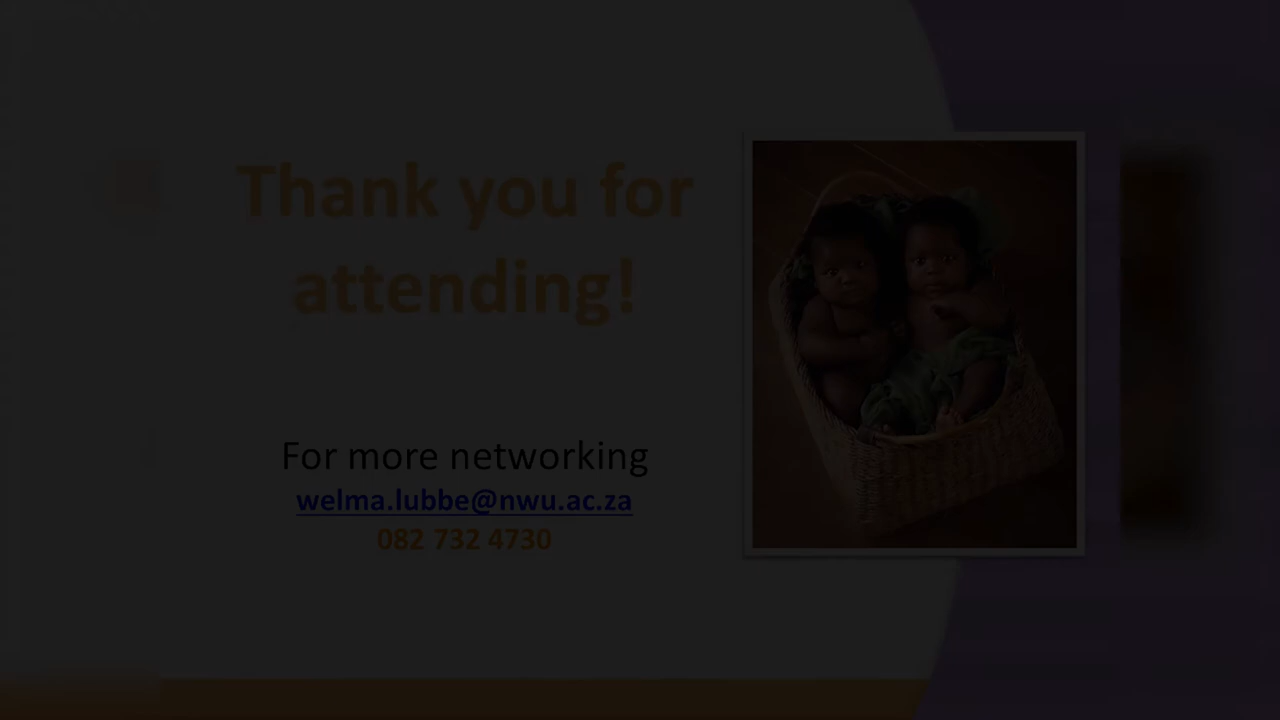 Thank you for
attending!
For more networking
welma.lubbe@nwu.ac.za
082 732 4730